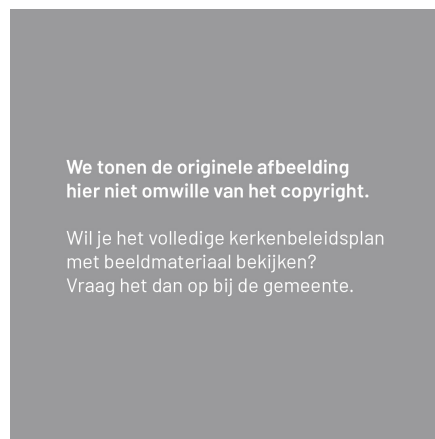 We tonen de originele afbeelding
hier niet omwille van het copyright.
Wil je het volledige kerkenbeleidsplan
met beeldmateriaal bekijken?
Vraag het dan op bij de gemeente.